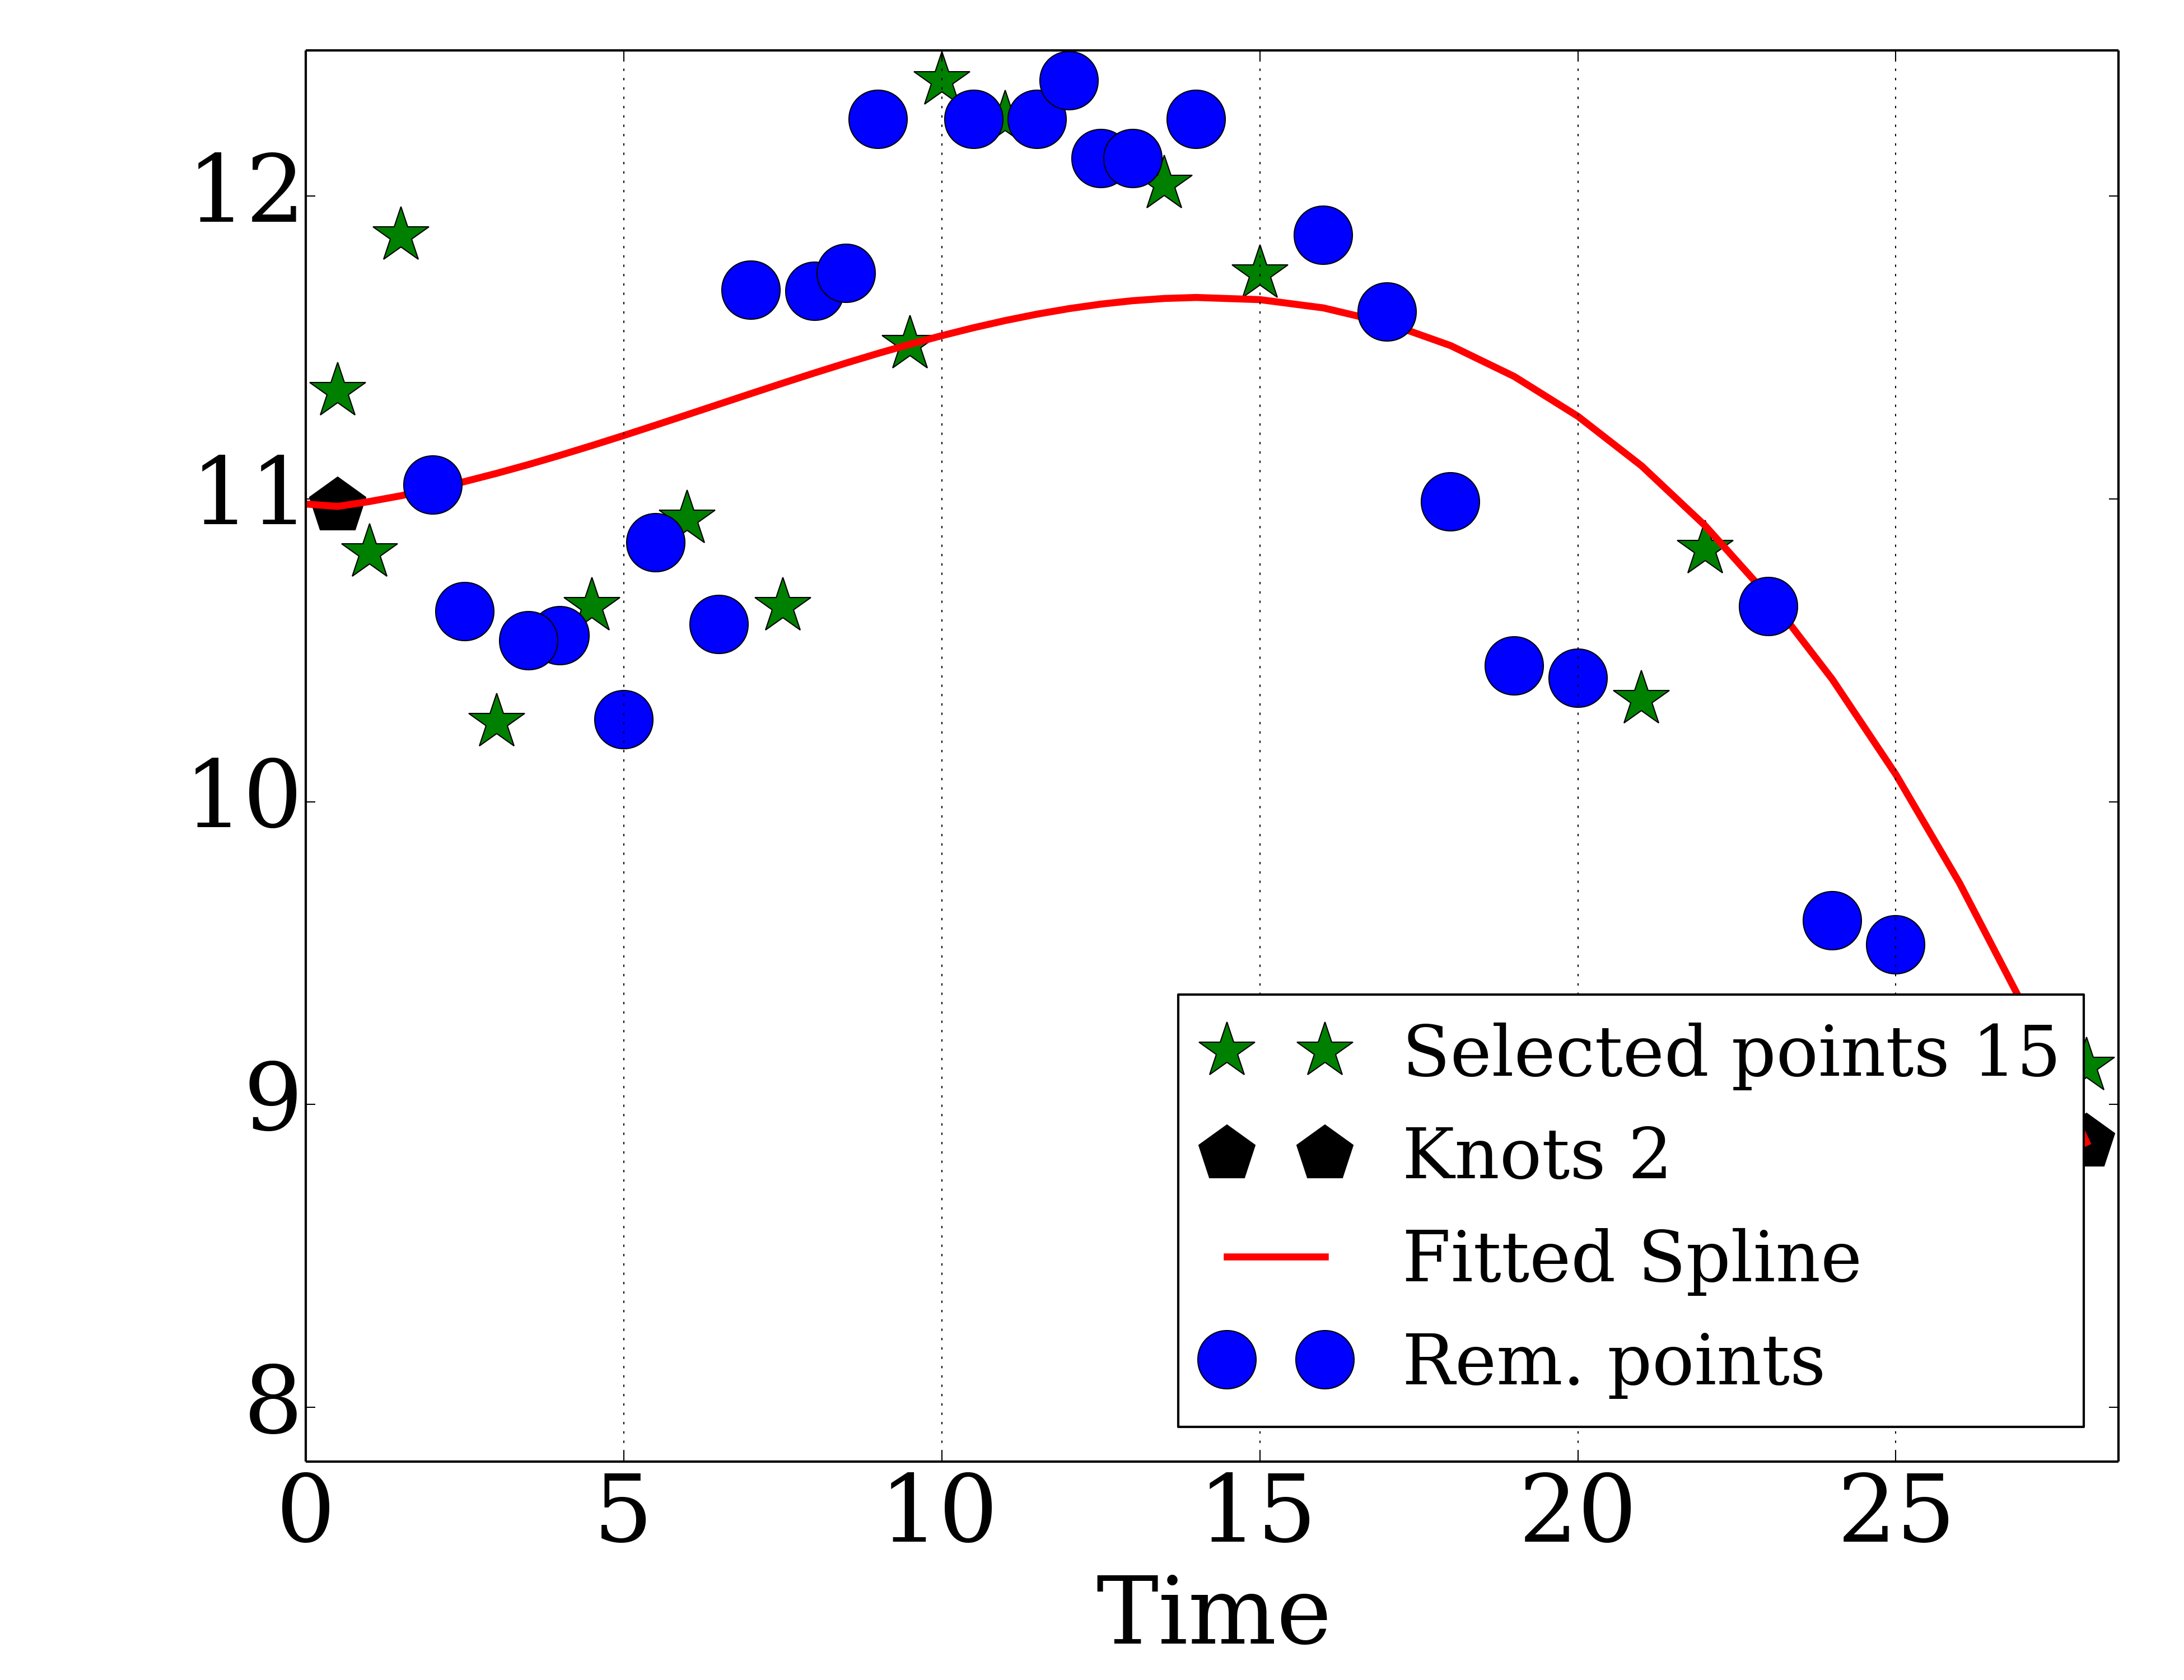 12
11
10
9
8
0 5 10 15 20 25
Time
Selected points 15
Knots 2
Fitted Spline
Rem. points